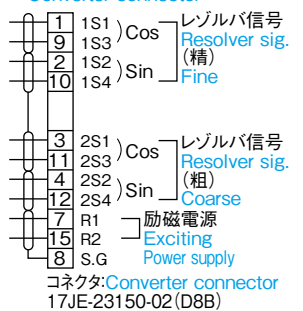 Converter connector
1 1S1 Cos レゾルバ信号
9 1S3 Resolver sig.
2 1S2 Sin (精)
10 1S4 Fine
3 2S1 Cos レゾルバ信号
11 2S3 Resolver sig.
4 2S2 Sin (粗)
12 2S4 Coarse
7 R1 励磁電源
15 R2 Exciting
8 S.G Power supply
コネクタ:Converter connector
17JE-23150-02(D8B)